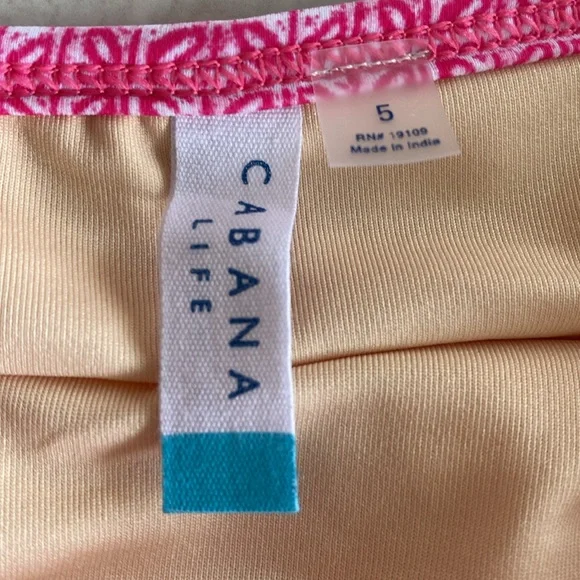 CABANA
LIFE
5
RN# 19109
Made in India